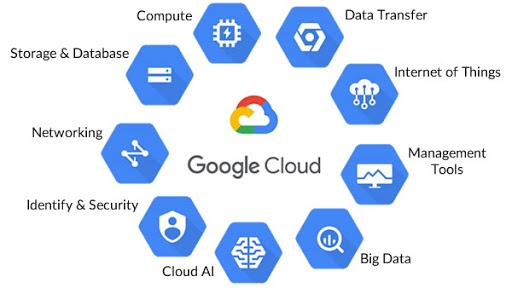 Compute
Data Transfer
Storage & Database
Internet of Things
Networking
Google Cloud
Management
Tools
Identify & Security
Cloud AI
Big Data